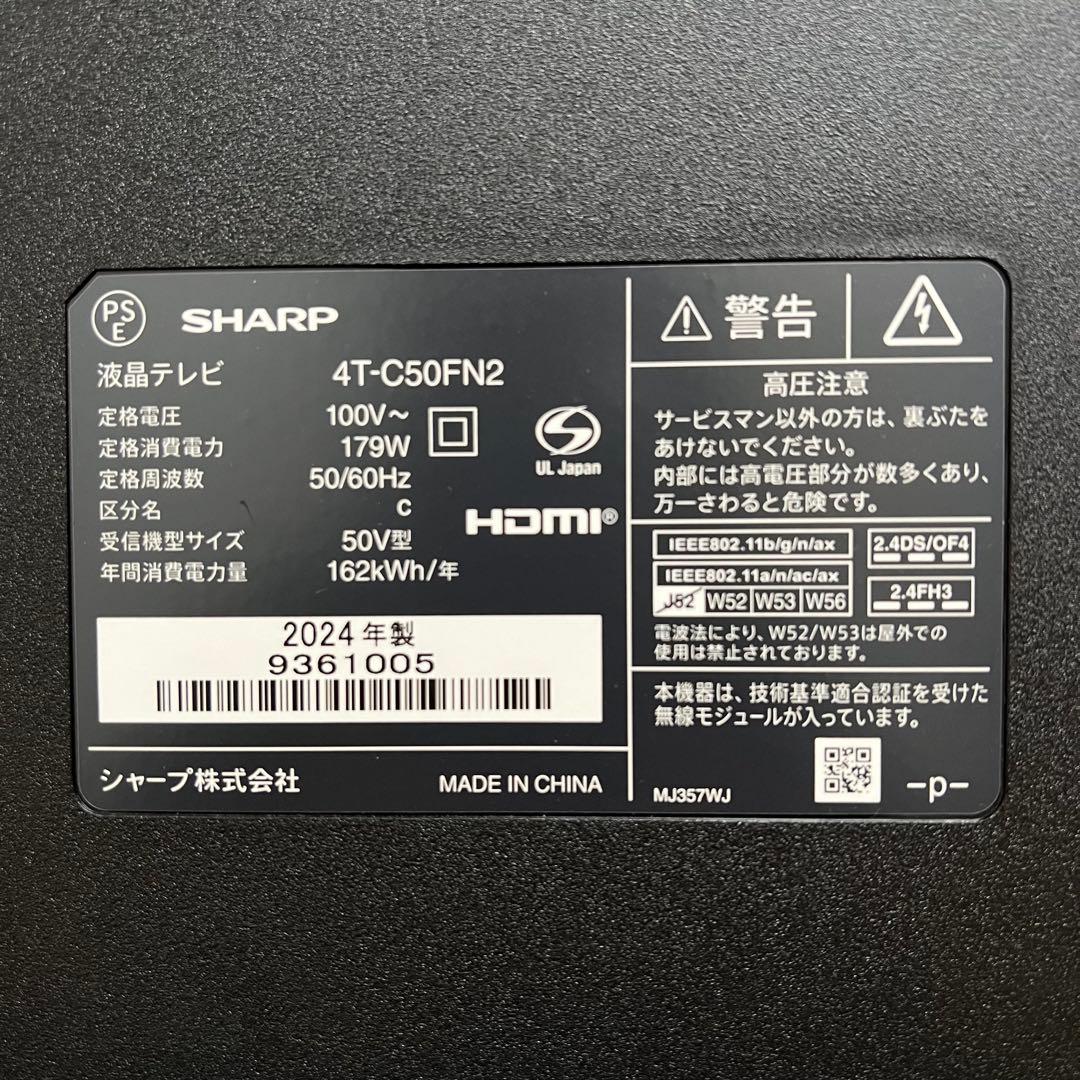 PS
E
SHARP
液晶テレビ 4T-C50FN2
定格電圧 100V～
定格消費電力 179W
定格周波数 50/60Hz
区分名 C
受信機型サイズ 50V型
年間消費電力量 162kWh/年
UL Japan
HDMI®
2024年製
9361005
シャープ株式会社 MADE IN CHINA
警告
高圧注意
サービスマン以外の方は、裏ぶたを
あけないでください。
内部には高電圧部分が数多くあり、
万一さわると危険です。
IEEE802.11b/g/n/ax
IEEE802.11a/n/ac/ax
J52 W52 W53 W56
2.4DS/OF4
2.4FH3
電波法により、W52/W53は屋外での
使用は禁止されております。
本機器は、技術基準適合認証を受けた
無線モジュールが入っています。
MJ357WJ
-p-